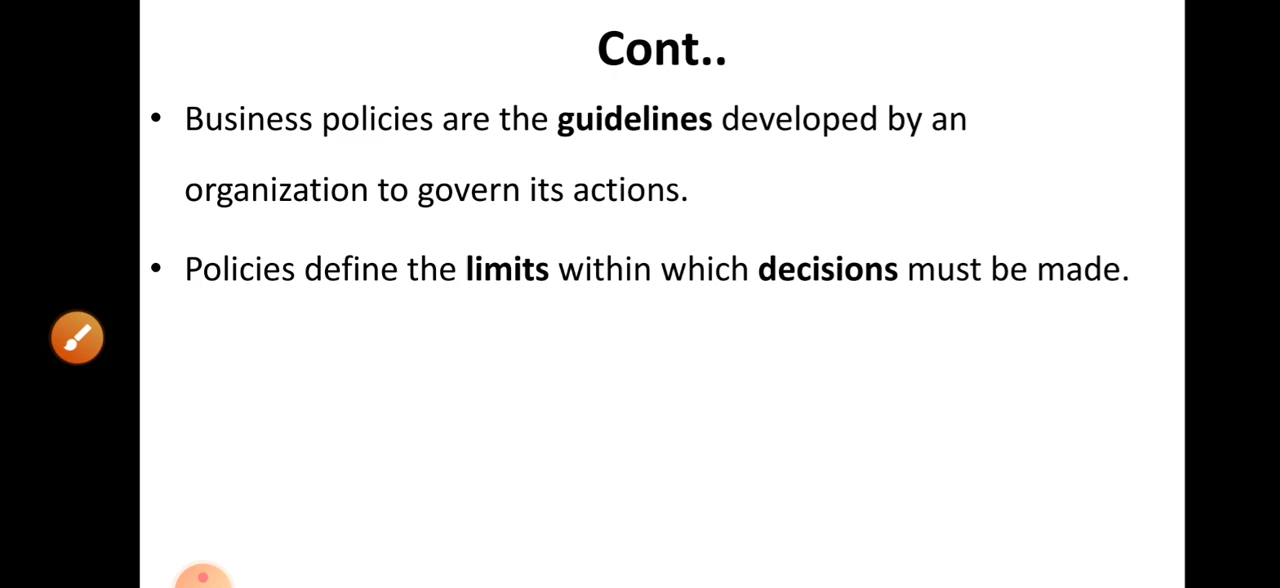 Cont..
• Business policies are the guidelines developed by an
organization to govern its actions.
• Policies define the limits within which decisions must be made.